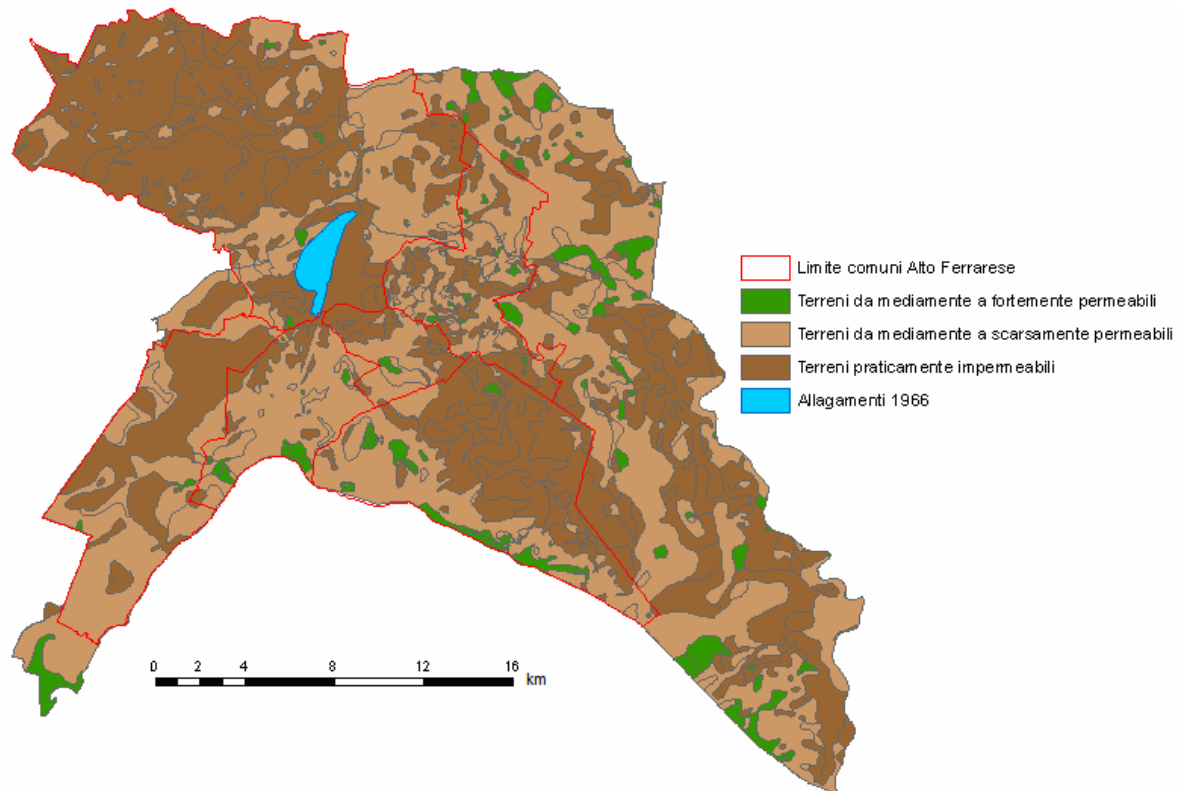 Limite comuni Alto Ferrarese
Terreni da mediamente a fortemente permeabili
Terreni da mediamente a scarsamente permeabili
Terreni praticamente impermeabili
Allagamenti 1966
0 2 4 8 12 16
km